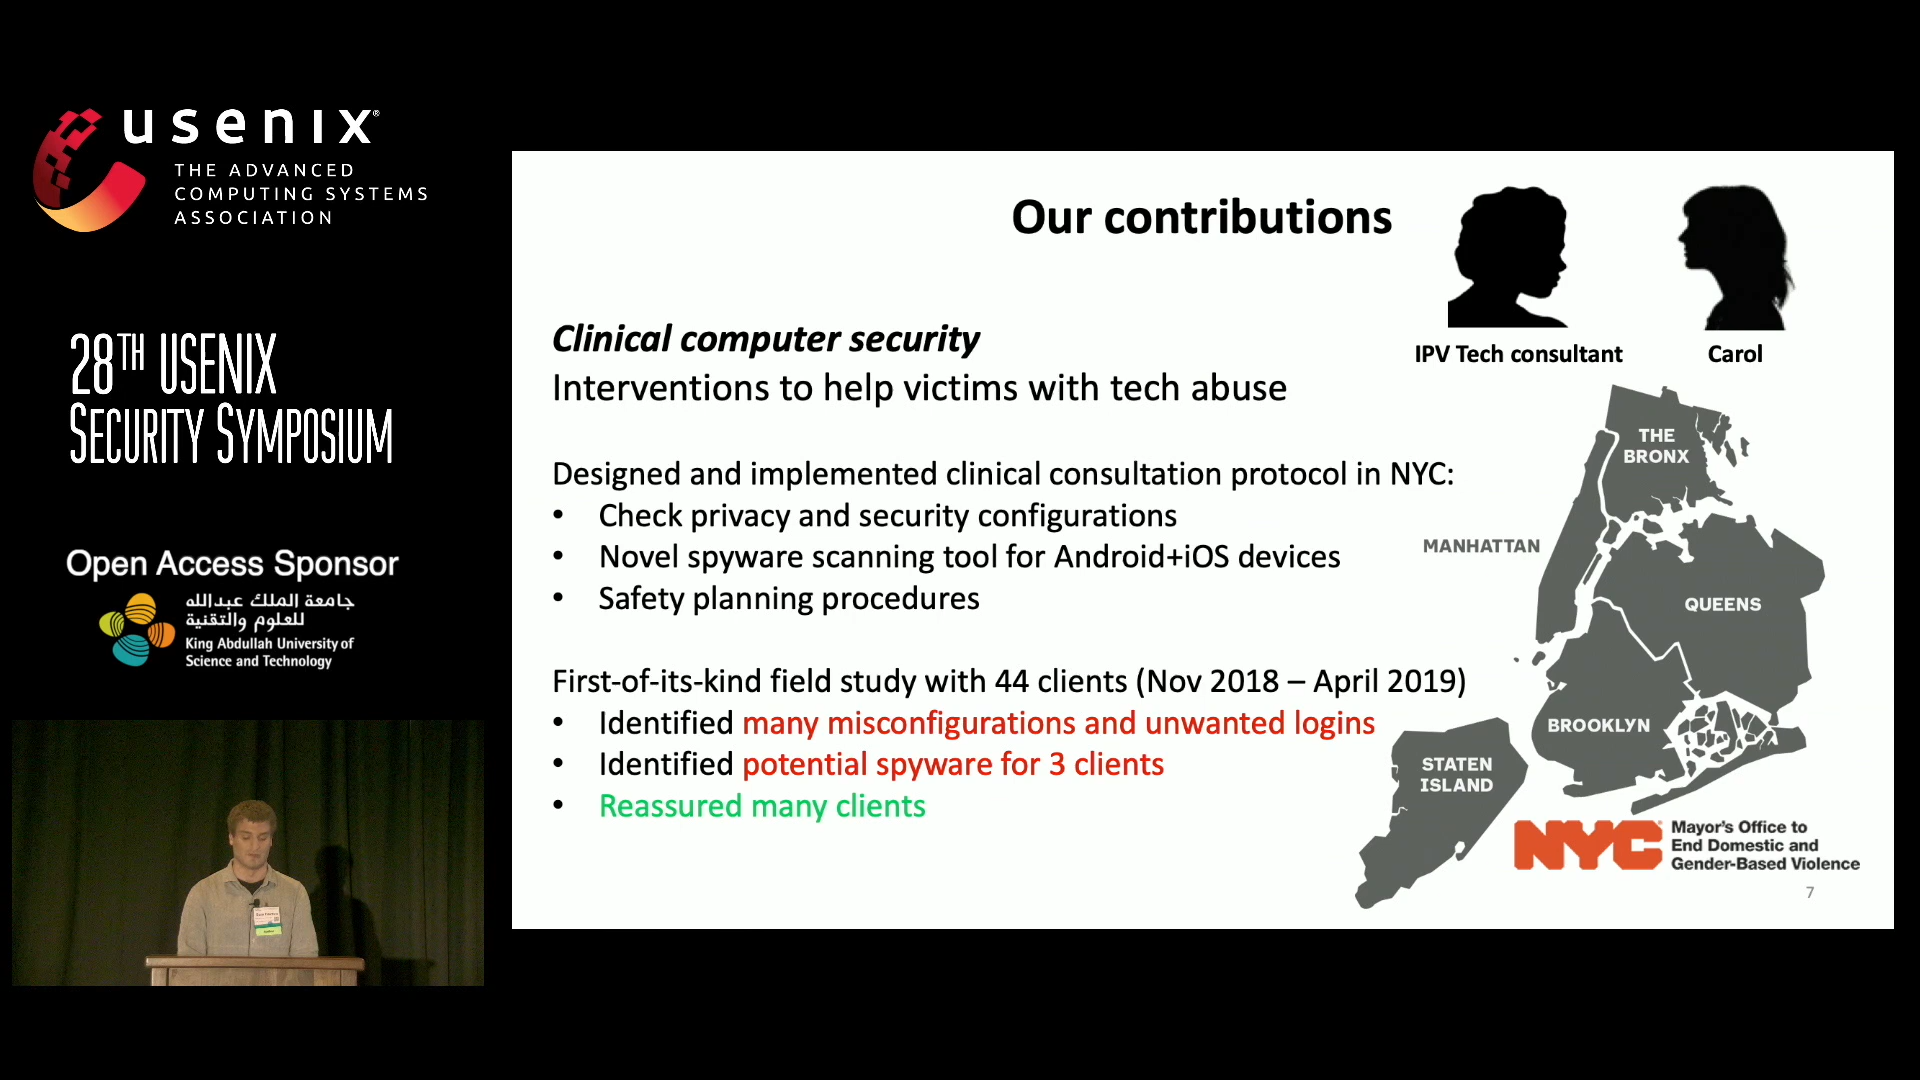 usenix®
THE ADVANCED
COMPUTING SYSTEMS
ASSOCIATION
28TH USENIX
SECURITY SYMPOSIUM
Open Access Sponsor
جامعة الملك عبدالله
للعلوم والتقنية
King Abdullah University of
Science and Technology
Our contributions
IPV Tech consultant
Carol
Clinical computer security
Interventions to help victims with tech abuse
Designed and implemented clinical consultation protocol in NYC:
• Check privacy and security configurations
• Novel spyware scanning tool for Android+iOS devices
• Safety planning procedures
First-of-its-kind field study with 44 clients (Nov 2018 – April 2019)
• Identified many misconfigurations and unwanted logins
• Identified potential spyware for 3 clients
• Reassured many clients
THE
BRONX
MANHATTAN
QUEENS
BROOKLYN
STATEN
ISLAND
NYC
Mayor's Office to
End Domestic and
Gender-Based Violence
7